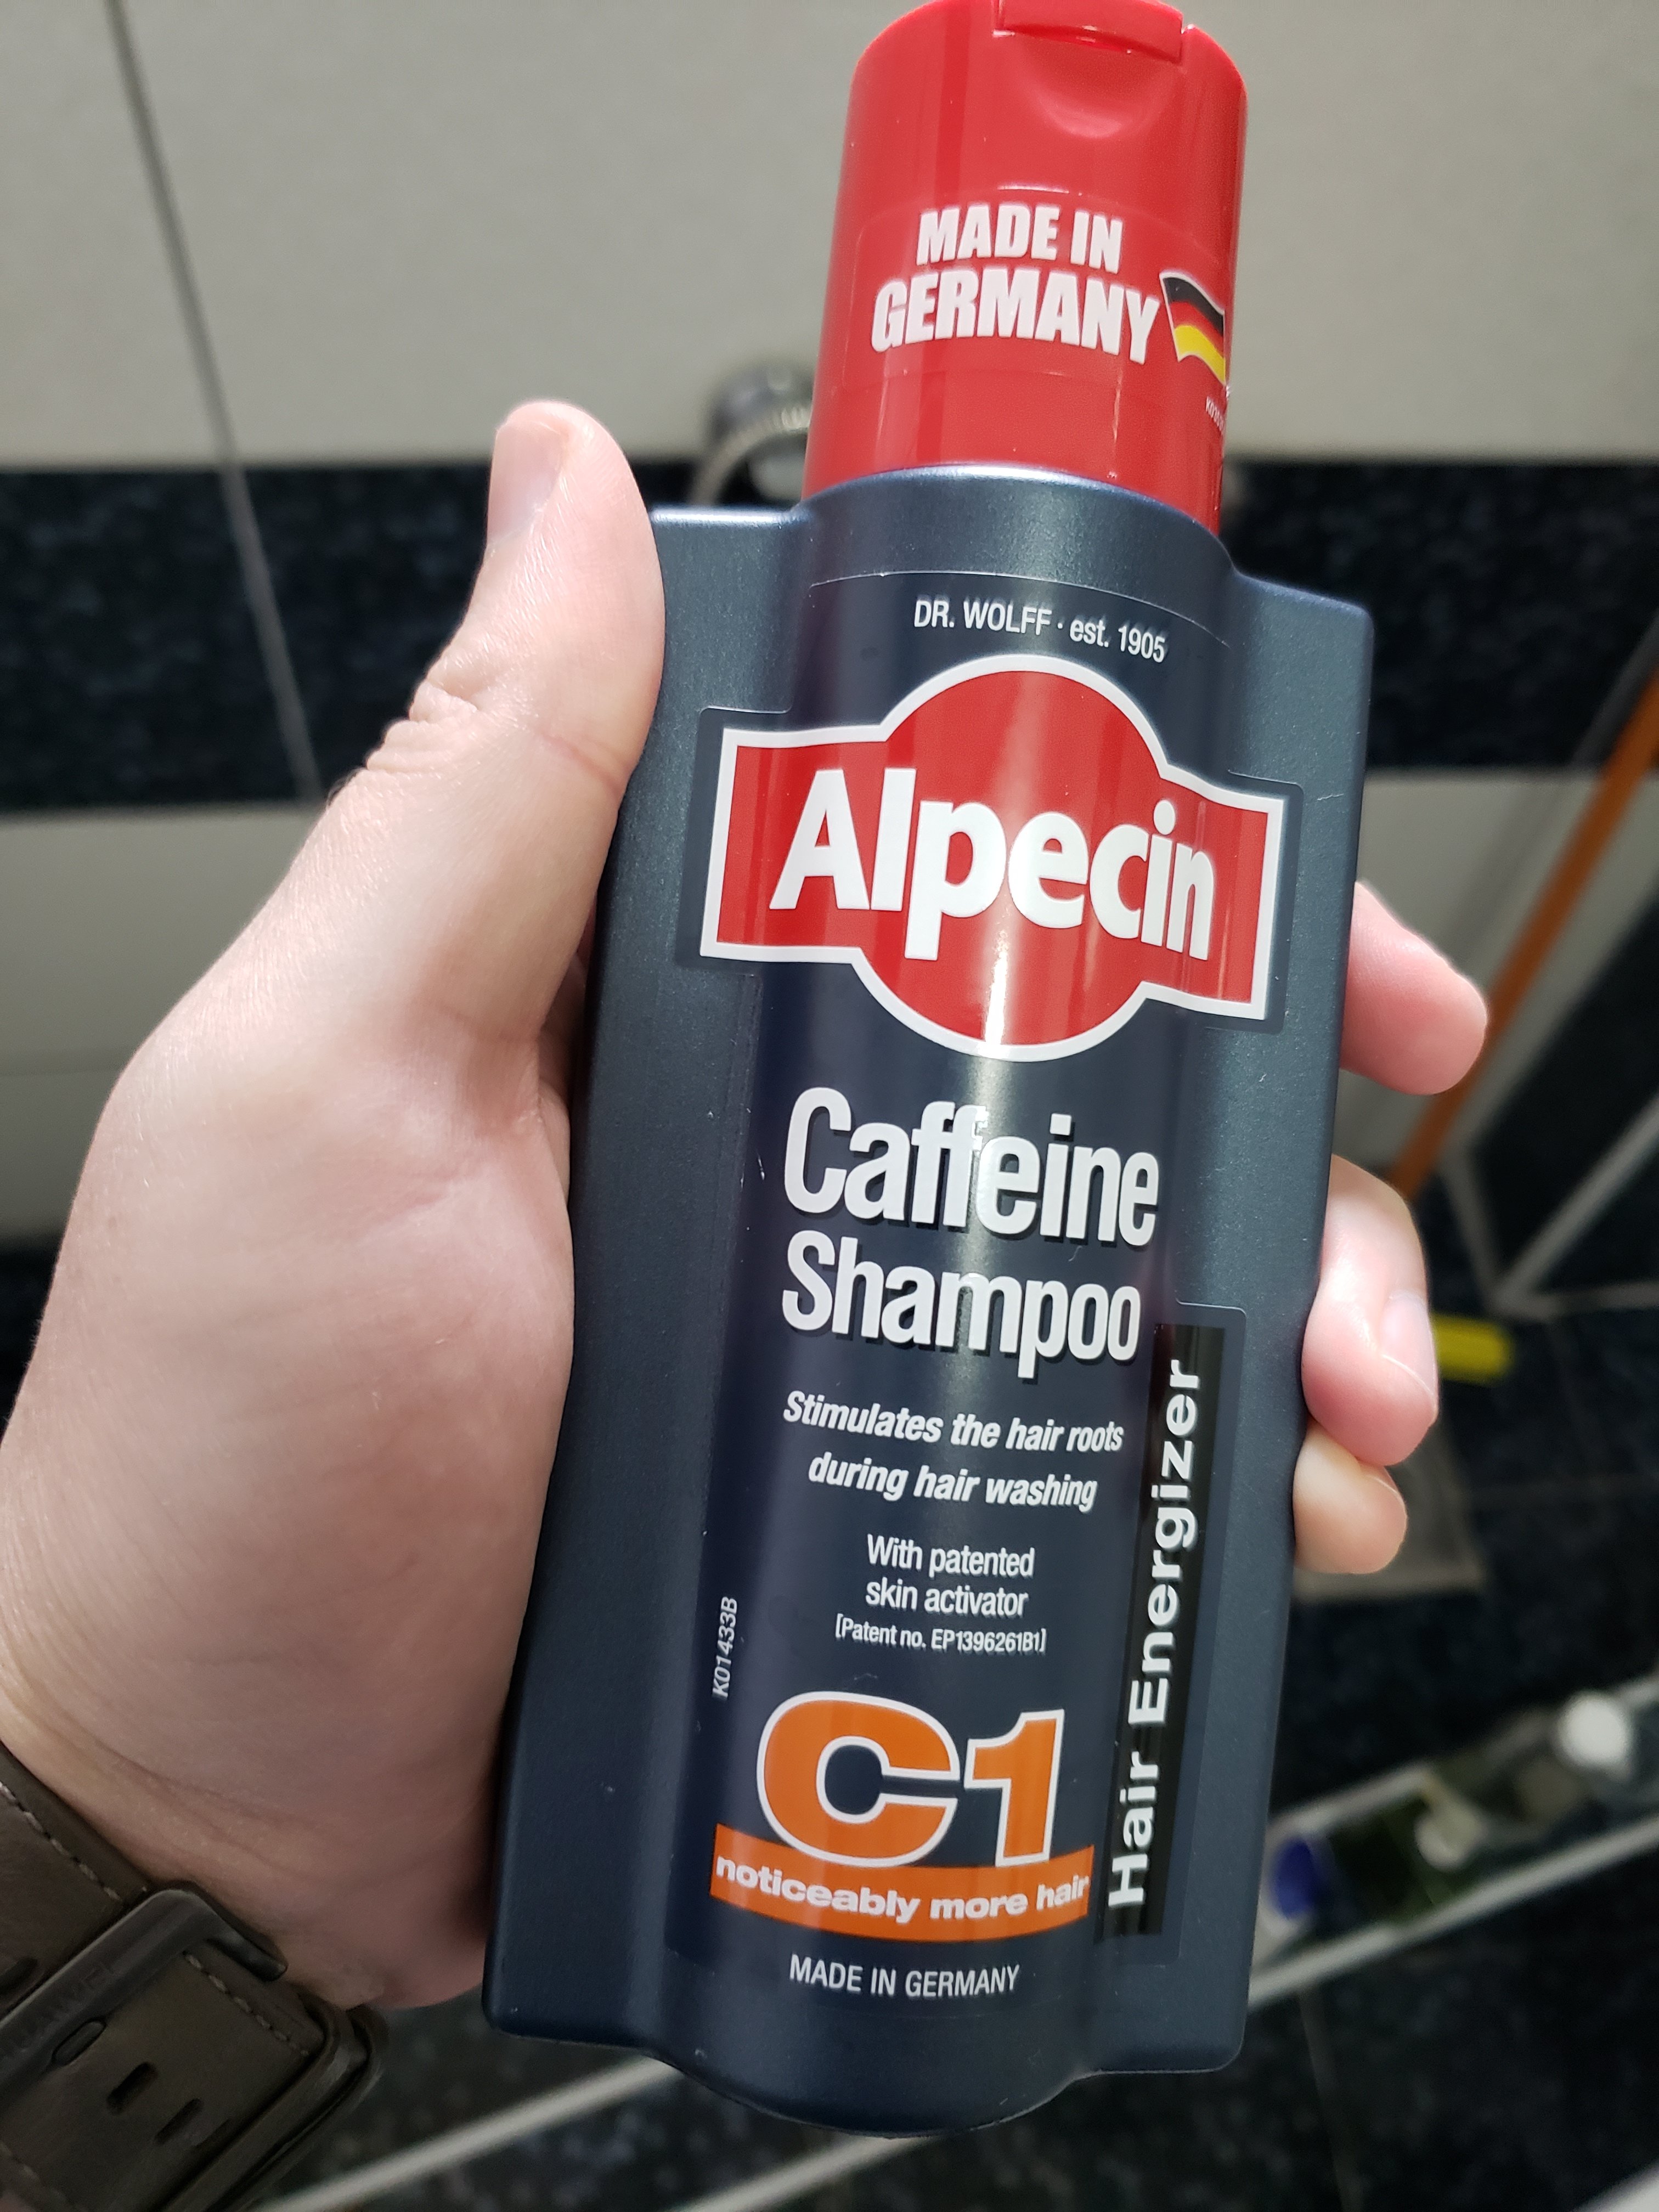 MADE IN
GERMANY
DR. WOLFF · est. 1905
Alpecin
Caffeine
Shampoo
Stimulates the hair roots
during hair washing
With patented
skin activator
[Patent no. EP1396261B1]
K01433B
Hair Energizer
C1
noticeably more hair
MADE IN GERMANY